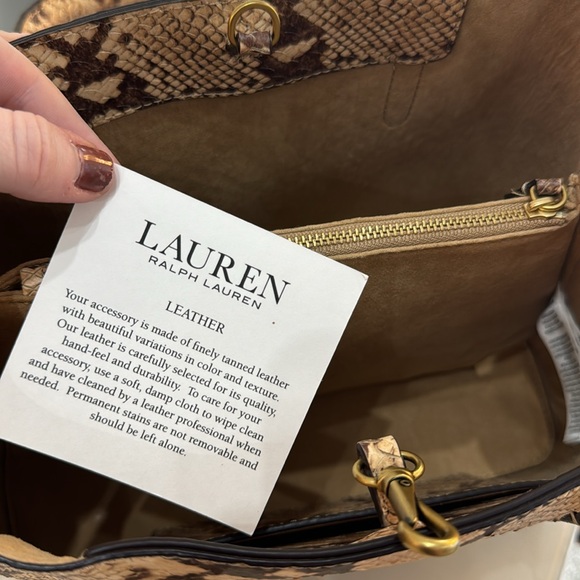 LAUREN
RALPH LAUREN
LEATHER
Your accessory is made of finely tanned leather
with beautiful variations in color and texture.
Our leather is carefully selected for its quality,
hand-feel and durability. To care for your
accessory, use a soft, damp cloth to wipe clean
and have cleaned by a leather professional when
needed. Permanent stains are not removable and
should be left alone.